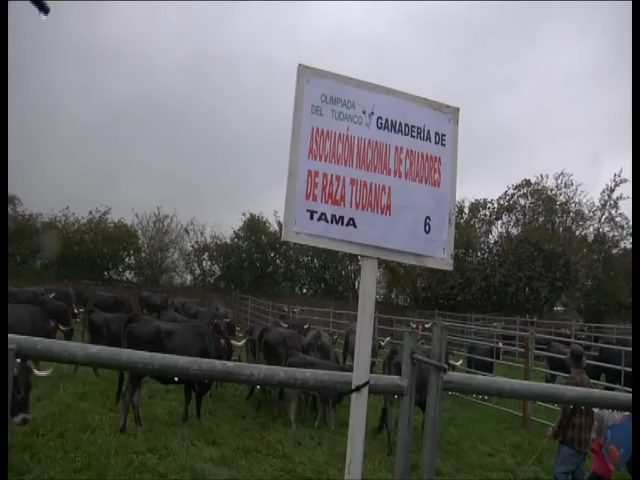 OLIMPIADA
DEL TUDANCO
GANADERÍA DE
ASOCIACIÓN NACIONAL DE CRIADORES
DE RAZA TUDANCA
TAMA
6